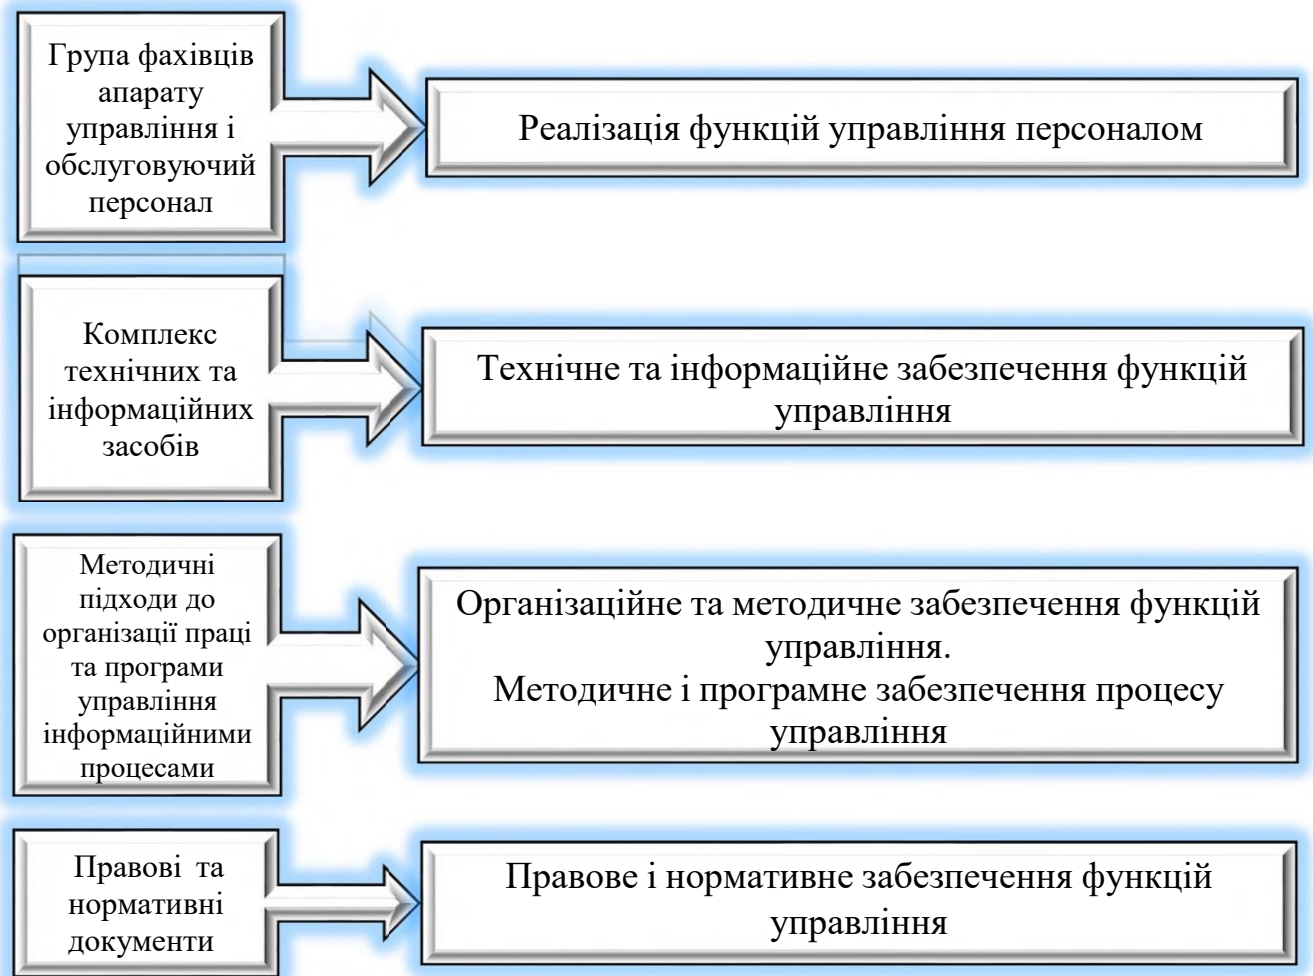 Група фахівців
апарату
управління і
обслуговуючий
персонал
Реалізація функцій управління персоналом
Комплекс
технічних та
інформаційних
засобів
Технічне та інформаційне забезпечення функцій
управління
Методичні
підходи до
організації праці
та програми
управління
інформаційними
процесами
Організаційне та методичне забезпечення функцій
управління.
Методичне і програмне забезпечення процесу
управління
Правові та
нормативні
документи
Правове і нормативне забезпечення функцій
управління